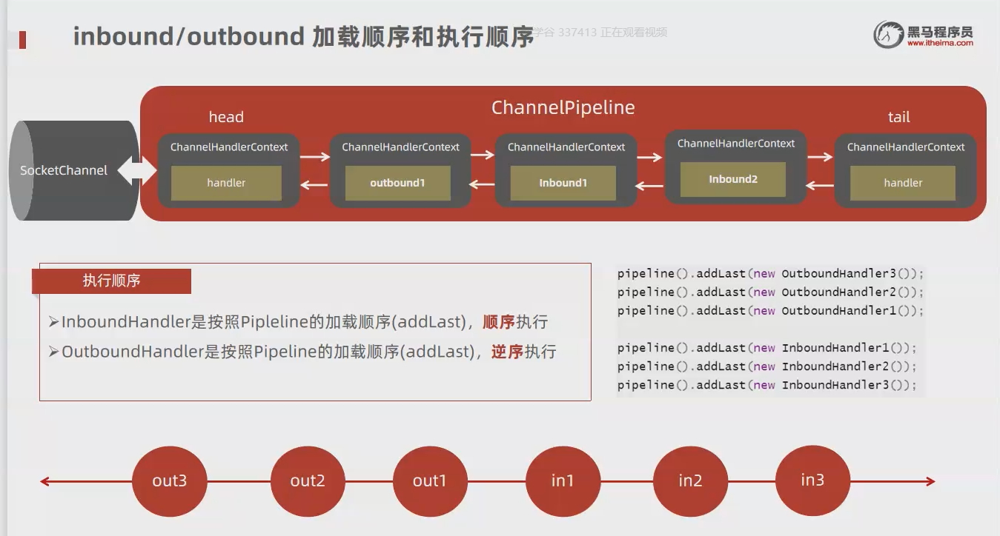 inbound/outbound 加载顺序和执行顺序
学谷 337413 正在观看视频
黑马程序员
www.itheima.com
ChannelPipeline
head
tail
SocketChannel
ChannelHandlerContext
handler
ChannelHandlerContext
outbound1
ChannelHandlerContext
Inbound1
ChannelHandlerContext
Inbound2
ChannelHandlerContext
handler
执行顺序
➢InboundHandler是按照Pipleline的加载顺序(addLast)，顺序执行
➢OutboundHandler是按照Pipeline的加载顺序(addLast)，逆序执行
pipeline().addLast(new OutboundHandler3());
pipeline().addLast(new OutboundHandler2());
pipeline().addLast(new OutboundHandler1());
pipeline().addLast(new InboundHandler1());
pipeline().addLast(new InboundHandler2());
pipeline().addLast(new InboundHandler3());
out3
out2
out1
in1
in2
in3